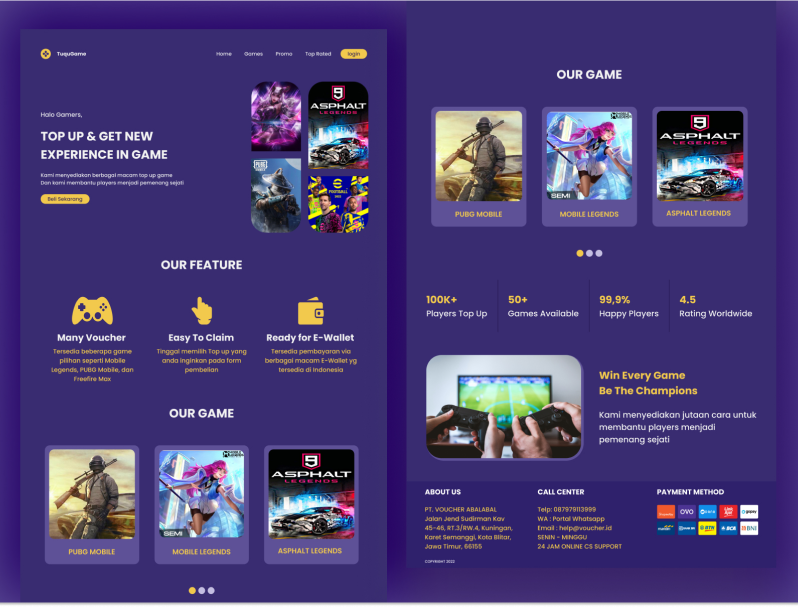 TuquGame
Home
Games
Promo
Top Rated
login
Halo Gamers,
TOP UP & GET NEW
EXPERIENCE IN GAME
Kami menyediakan berbagai macam top up game
Dan kami membantu players menjadi pemenang sejati
Beli Sekarang
ASPHALT
LEGENDS
PUBG
FOOTBALL
OUR FEATURE
Many Voucher
Tersedia beberapa game
pilihan seperti Mobile
Legends, PUBG Mobile, dan
Freefire Max
Easy To Claim
Tinggal memilih Top up yang
anda inginkan pada form
pembelian
Ready for E-Wallet
Tersedia pembayaran via
berbagai macam E-Wallet yg
tersedia di Indonesia
OUR GAME
PUBG MOBILE
SEMI
MOBILE LEGENDS
9
ASPHALT
LEGENDS
ASPHALT LEGENDS
OUR GAME
PUBG MOBILE
SEMI
MOBILE LEGENDS
9
ASPHALT
LEGENDS
ASPHALT LEGENDS
100K+
Players Top Up
50+
Games Available
99,9%
Happy Players
4.5
Rating Worldwide
Win Every Game
Be The Champions
Kami menyediakan jutaan cara untuk
membantu players menjadi
pemenang sejati
ABOUT US
PT. VOUCHER ABALABAL
Jalan Jend Sudirman Kav
45-46, RT.3/RW.4, Kuningan,
Karet Semanggi, Kota Blitar,
Jawa Timur, 66155
COPYRIGHT 2022
CALL CENTER
Telp: 087979113999
WA : Portal Whatsapp
Email : help@voucher.id
SENIN - MINGGU
24 JAM ONLINE CS SUPPORT
PAYMENT METHOD
OVO
gopay
BTN
BCA
BNI